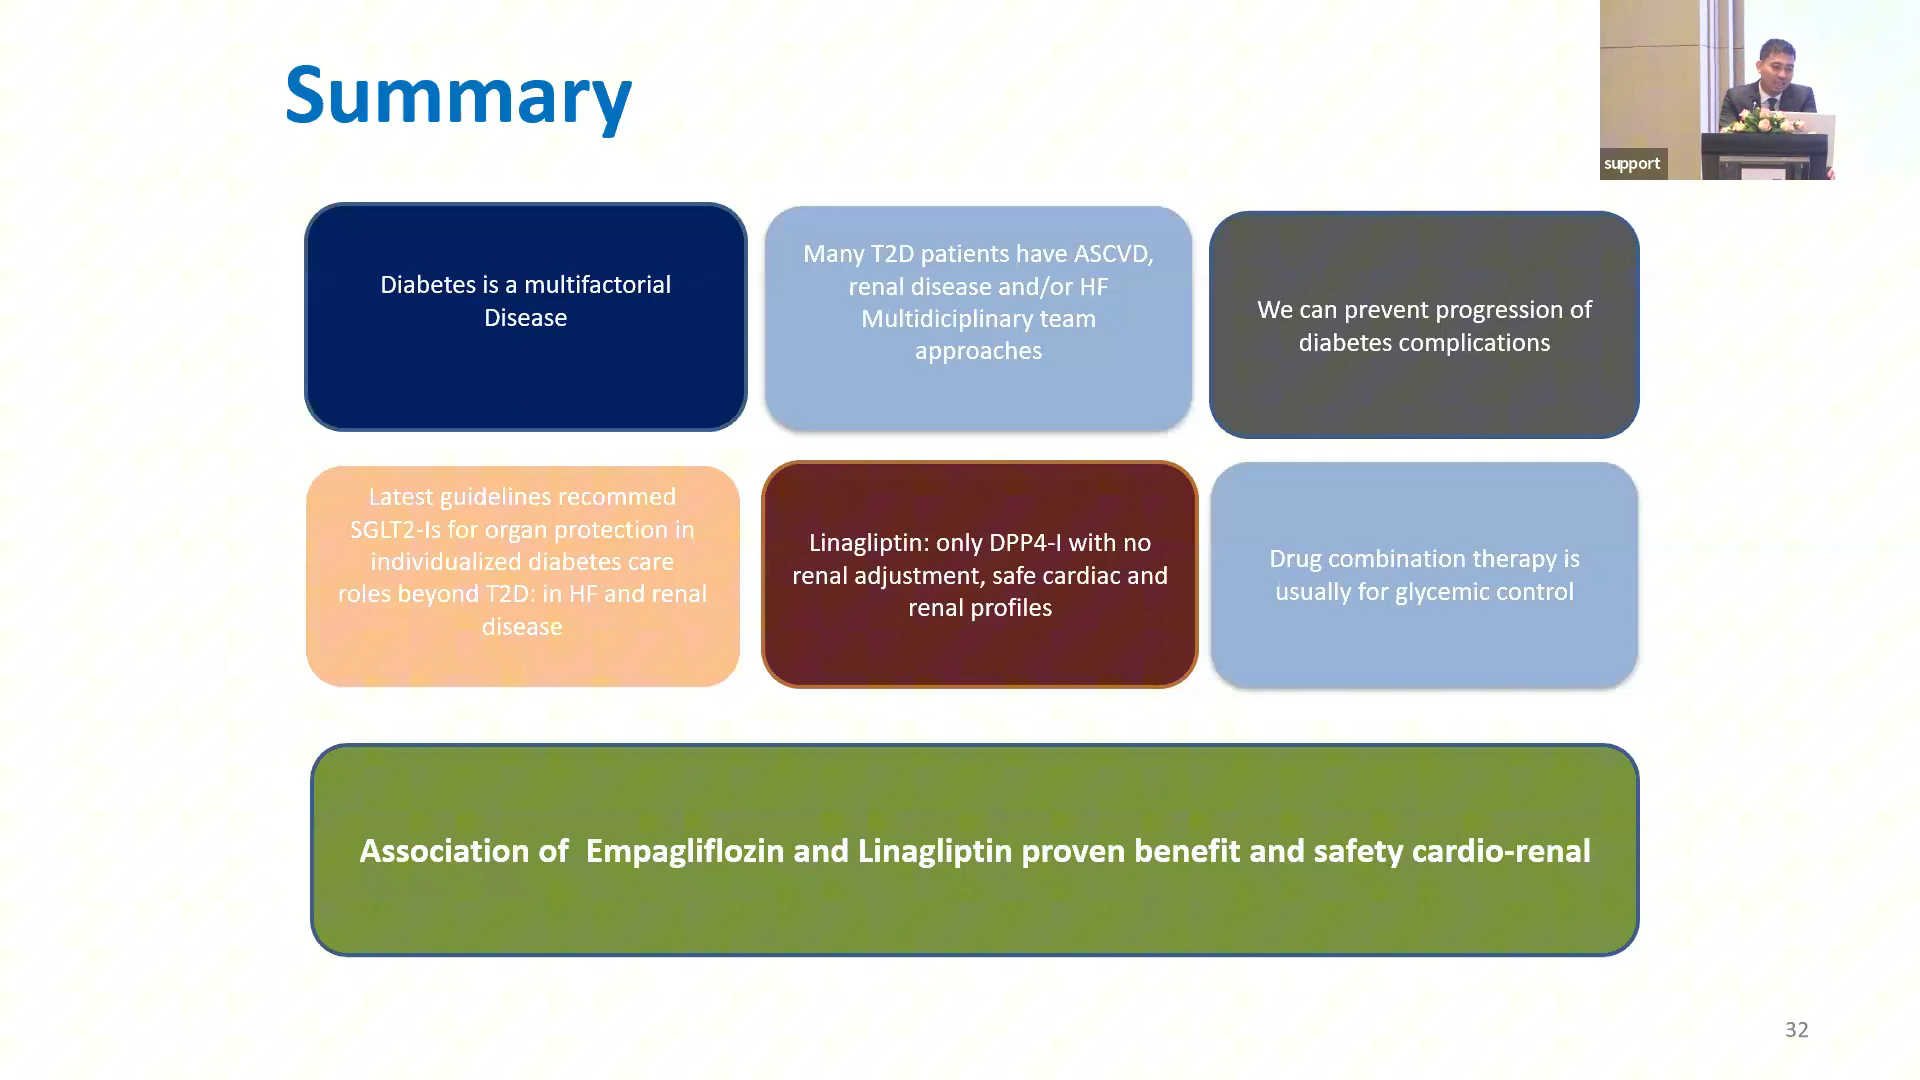 Summary
support
Diabetes is a multifactorial
Disease
Many T2D patients have ASCVD,
renal disease and/or HF
Multidiciplinary team
approaches
We can prevent progression of
diabetes complications
Latest guidelines recommed
SGLT2-Is for organ protection in
individualized diabetes care
roles beyond T2D: in HF and renal
disease
Linagliptin: only DPP4-I with no
renal adjustment, safe cardiac and
renal profiles
Drug combination therapy is
usually for glycemic control
Association of  Empagliflozin and Linagliptin proven benefit and safety cardio-renal
32